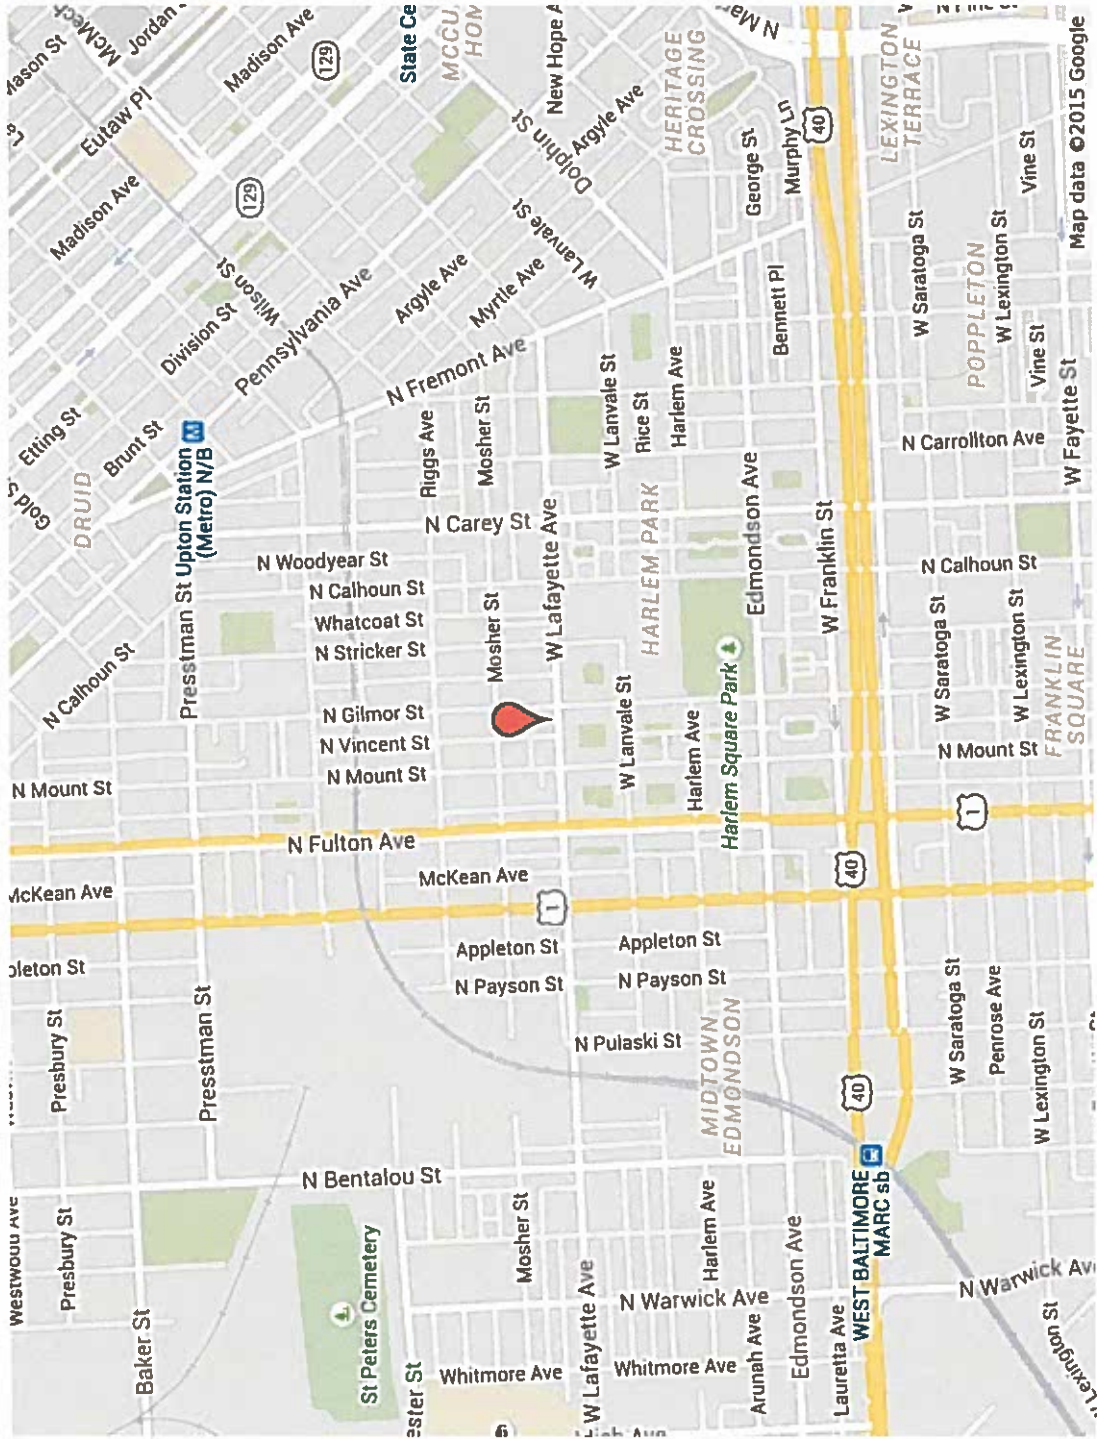 Mason St
McMech
Jordan
Eutaw Pl
Madison Ave
Madison Ave
129
129
State Ce
MCCU
HOM
New Hope A
N Ma
HERITAGE
CROSSING
LEXINGTON
TERRACE
Dolphin St
Argyle Ave
George St
Murphy Ln
40
Vine St
Map data ©2015 Google
W Lanvale St
Wilson St
Division St
Pennsylvania Ave
Argyle Ave
Myrtle Ave
Bennett Pl
W Saratoga St
POPPLETON
W Lexington St
Vine St
W Fayette St
N Fremont Ave
Etting St
Brunt St
Gold S
DRUID
Upton Station
(Metro) N/B
Riggs Ave
Mosher St
W Lanvale St
Rice St
Harlem Ave
N Carrollton Ave
N Carey St
W Lafayette Ave
HARLEM PARK
Edmondson Ave
W Franklin St
N Woodyear St
N Calhoun St
Whatcoat St
N Stricker St
N Calhoun St
Presstman St
N Calhoun St
Mosher St
N Gilmor St
N Vincent St
N Mount St
N Mount St
W Lanvale St
Harlem Ave
Harlem Square Park
W Saratoga St
W Lexington St
FRANKLIN
SQUARE
N Mount St
1
N Fulton Ave
McKean Ave
McKean Ave
40
1
Appleton St
Appleton St
pleton St
N Payson St
N Payson St
Presbury St
Presstman St
N Pulaski St
MIDTOWN
EDMONDSON
W Saratoga St
Penrose Ave
W Lexington St
40
N Bentalou St
WEST BALTIMORE
MARC sb
Westwood Ave
Presbury St
Baker St
St Peters Cemetery
Mosher St
W Lafayette Ave
Harlem Ave
N Warwick Ave
Arunah Ave
Edmondson Ave
Lauretta Ave
N Warwick Av
Lexington St
ester St
Whitmore Ave
Whitmore Ave